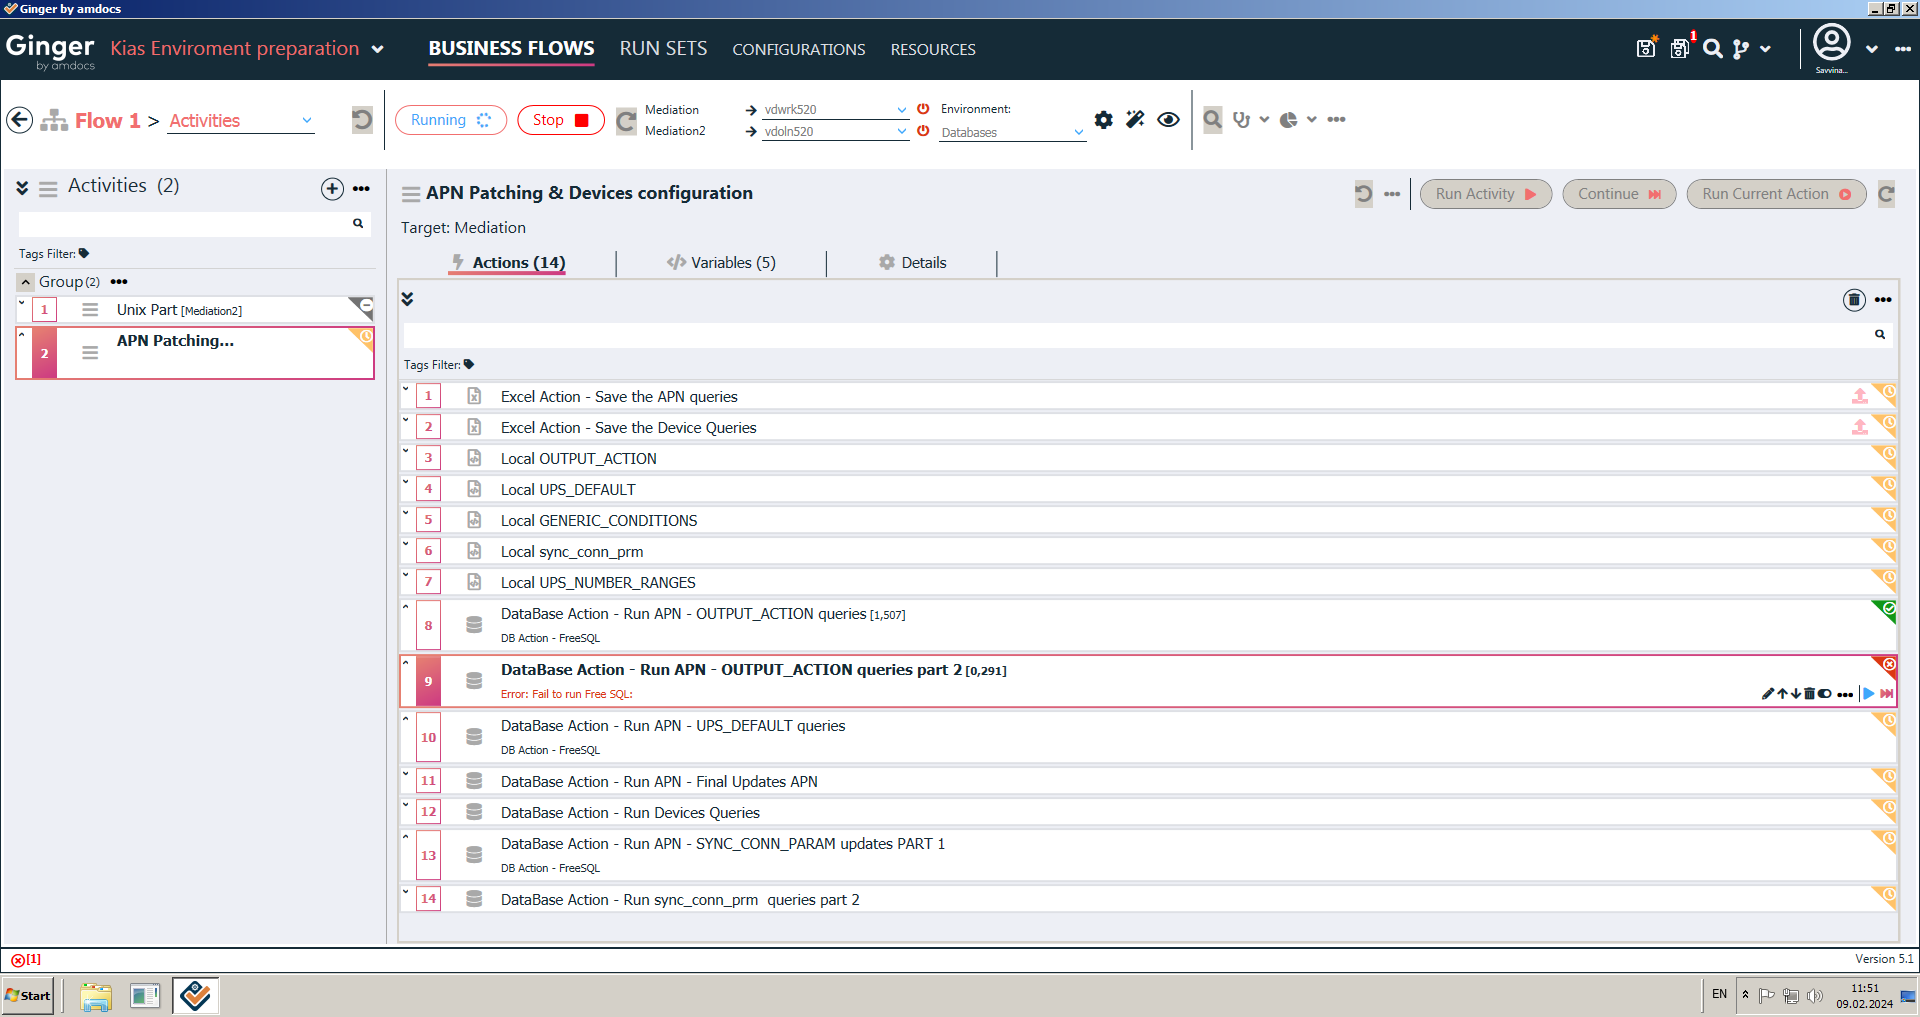 Ginger by amdocs
Ginger
by amdocs
Kias Enviroment preparation
BUSINESS FLOWS
RUN SETS
CONFIGURATIONS
RESOURCES
1
Savvina...
Flow 1 > Activities
Running
Stop
Mediation
vdwrk520
Mediation2
vdoln520
Environment:
Databases
Activities (2)
Tags Filter:
Group (2)
1 Unix Part [Mediation2]
2 APN Patching...
APN Patching & Devices configuration
Run Activity
Continue
Run Current Action
Target: Mediation
Actions (14)
Variables (5)
Details
Tags Filter:
1 Excel Action - Save the APN queries
2 Excel Action - Save the Device Queries
3 Local OUTPUT_ACTION
4 Local UPS_DEFAULT
5 Local GENERIC_CONDITIONS
6 Local sync_conn_prm
7 Local UPS_NUMBER_RANGES
8 DataBase Action - Run APN - OUTPUT_ACTION queries [1,507]
DB Action - FreeSQL
9 DataBase Action - Run APN - OUTPUT_ACTION queries part 2 [0,291]
Error: Fail to run Free SQL:
10 DataBase Action - Run APN - UPS_DEFAULT queries
DB Action - FreeSQL
11 DataBase Action - Run APN - Final Updates APN
12 DataBase Action - Run Devices Queries
13 DataBase Action - Run APN - SYNC_CONN_PARAM updates PART 1
DB Action - FreeSQL
14 DataBase Action - Run sync_conn_prm  queries part 2
[1]
Version 5.1
Start
EN
11:51
09.02.2024